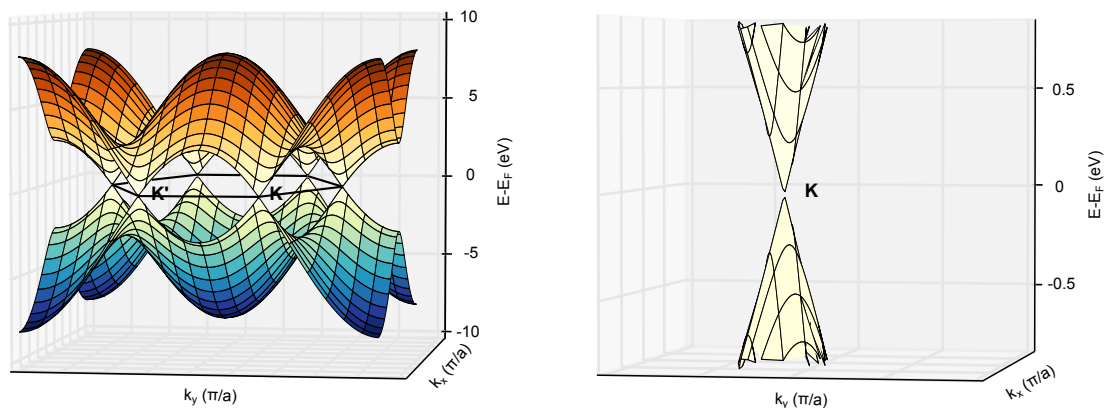 10
5
0
-5
-10
E-E_F (eV)
K'
K
k_y (π/a)
k_x (π/a)
0.5
0
-0.5
E-E_F (eV)
K
k_y (π/a)
k_x (π/a)